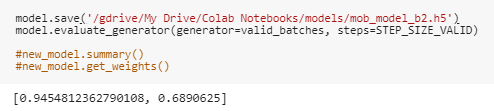 model.save('/gdrive/My Drive/Colab Notebooks/models/mob_model_b2.h5')
model.evaluate_generator(generator=valid_batches, steps=STEP_SIZE_VALID)
#new_model.summary()
#new_model.get_weights()
[0.9454812362790108, 0.6890625]